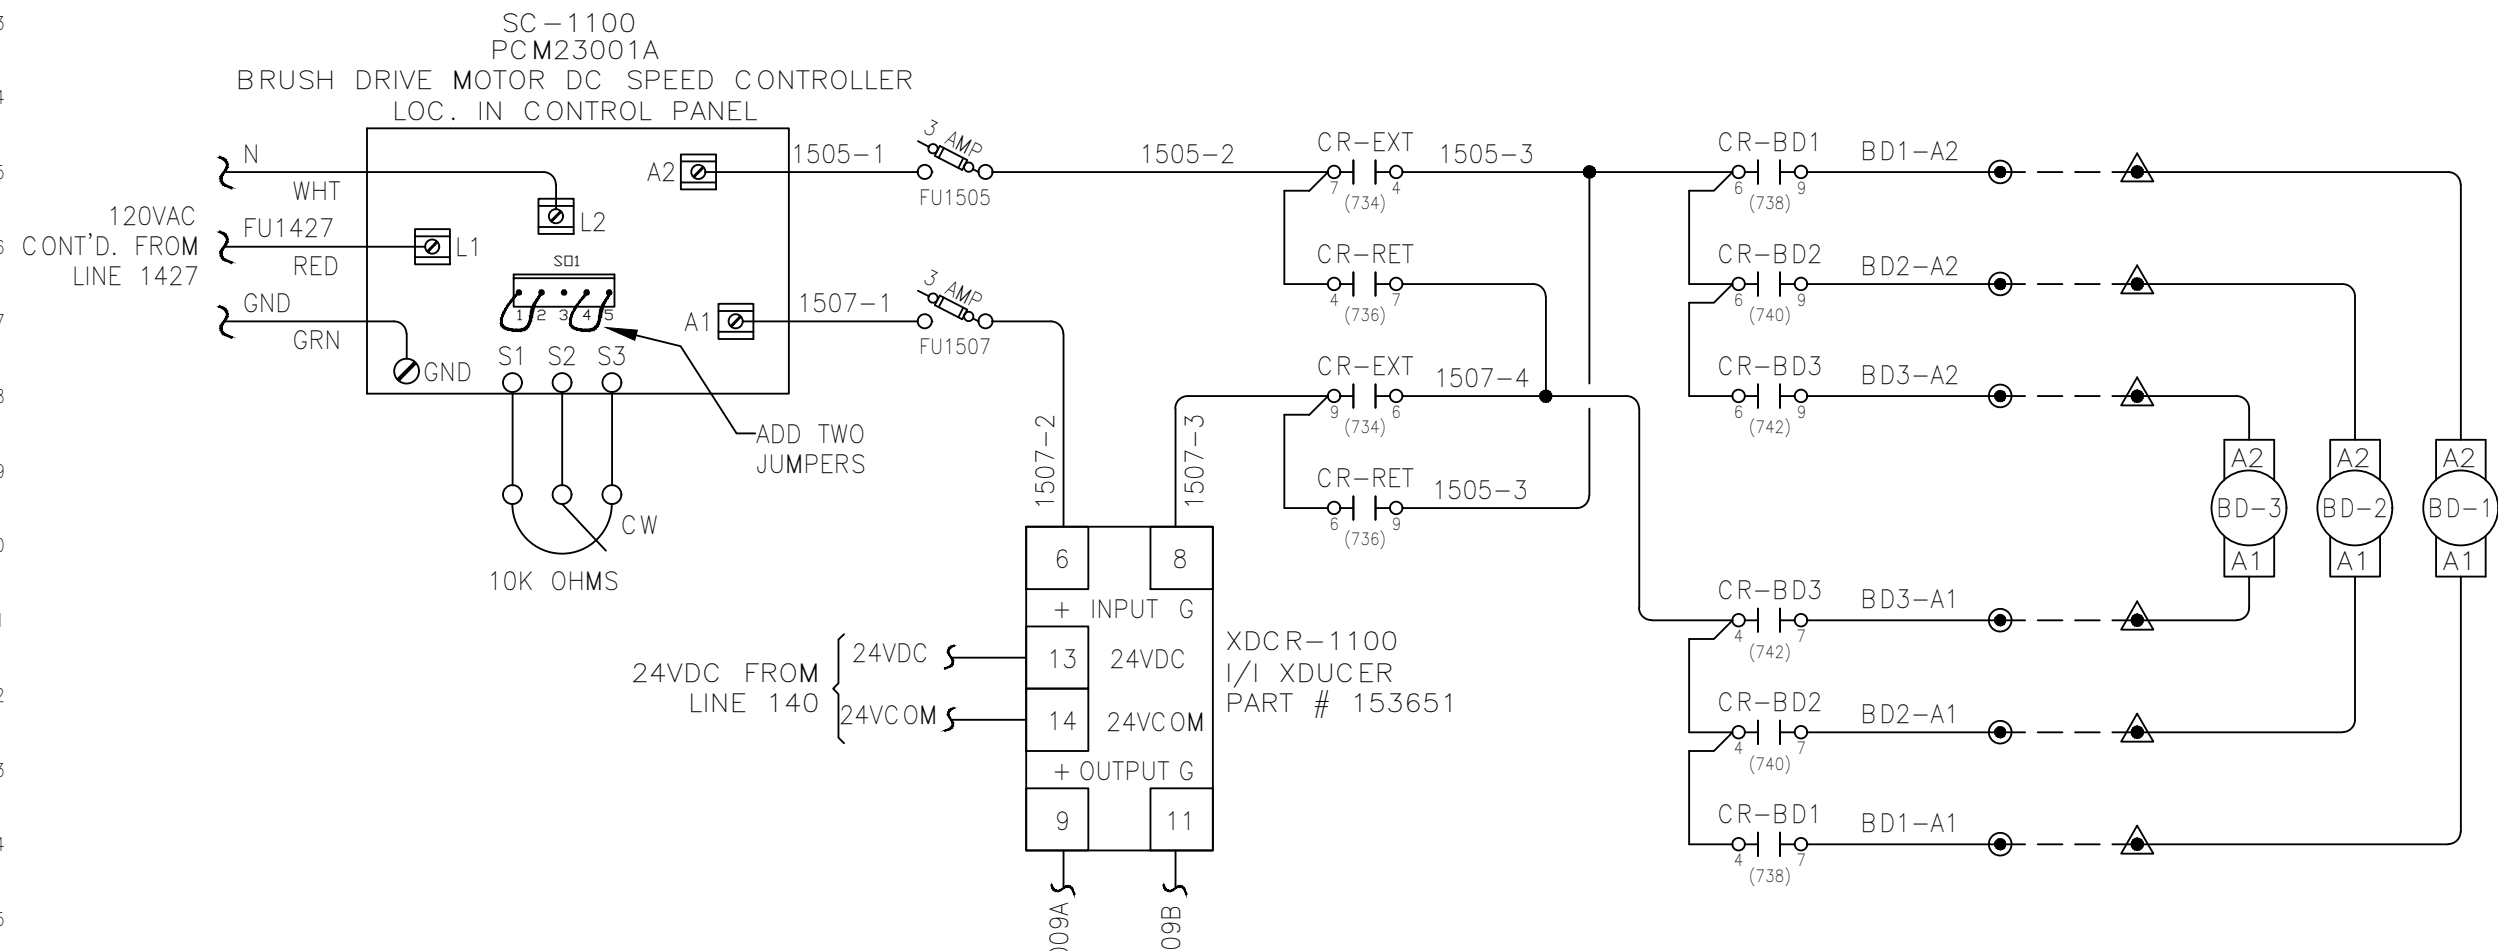 SC-1100
PCM23001A
BRUSH DRIVE MOTOR DC SPEED CONTROLLER
LOC. IN CONTROL PANEL
N
WHT
120VAC
CONT'D. FROM
LINE 1427
FU1427
RED
GND
GRN
L1
L2
A2
A1
GND
SO1
1 2 3 4 5
S1 S2 S3
CW
10K OHMS
ADD TWO
JUMPERS
1505-1
3 AMP
FU1505
1505-2
1507-1
3 AMP
FU1507
1507-2
1507-3
CR-EXT
7 4
(734)
1505-3
CR-RET
4 7
(736)
CR-EXT
9 6
(734)
1507-4
CR-RET
6 9
(736)
1505-3
6
8
+ INPUT G
13 24VDC
14 24VCOM
+ OUTPUT G
9
11
24VDC FROM
LINE 140
24VDC
24VCOM
XDCR-1100
I/I XDUCER
PART # 153651
009A
09B
CR-BD1
6 9
(738)
BD1-A2
CR-BD2
6 9
(740)
BD2-A2
CR-BD3
6 9
(742)
BD3-A2
A2
BD-3
A1
A2
BD-2
A1
A2
BD-1
A1
CR-BD3
4 7
(742)
BD3-A1
CR-BD2
4 7
(740)
BD2-A1
CR-BD1
4 7
(738)
BD1-A1